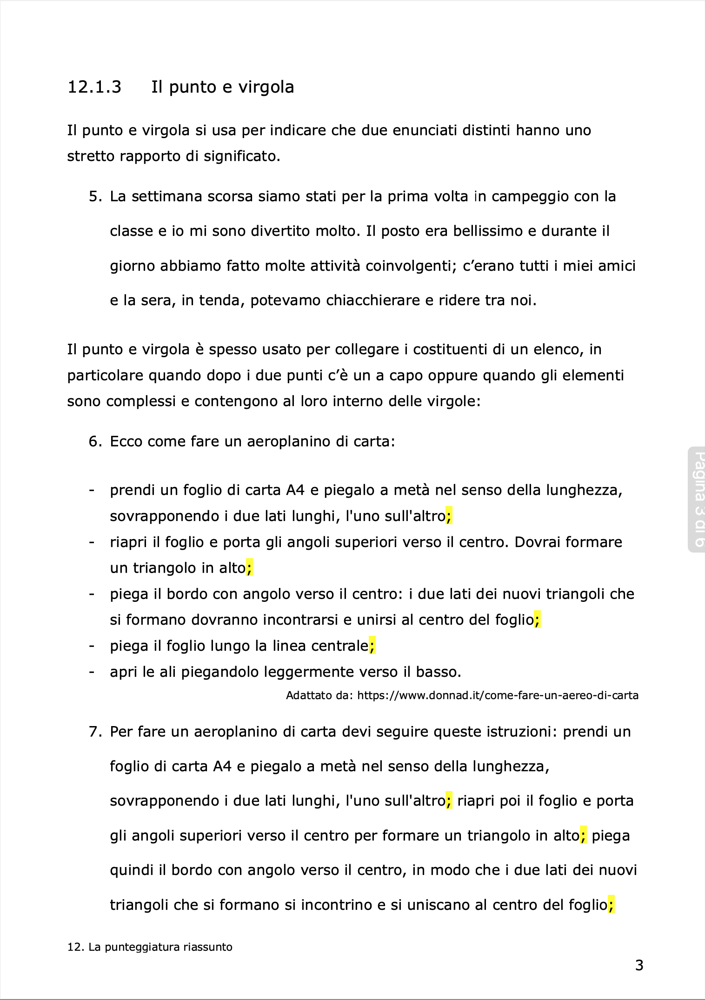 12.1.3 Il punto e virgola
Il punto e virgola si usa per indicare che due enunciati distinti hanno uno
stretto rapporto di significato.
5. La settimana scorsa siamo stati per la prima volta in campeggio con la
classe e io mi sono divertito molto. Il posto era bellissimo e durante il
giorno abbiamo fatto molte attività coinvolgenti; c’erano tutti i miei amici
e la sera, in tenda, potevamo chiacchierare e ridere tra noi.
Il punto e virgola è spesso usato per collegare i costituenti di un elenco, in
particolare quando dopo i due punti c’è un a capo oppure quando gli elementi
sono complessi e contengono al loro interno delle virgole:
6. Ecco come fare un aeroplanino di carta:
- prendi un foglio di carta A4 e piegalo a metà nel senso della lunghezza,
sovrapponendo i due lati lunghi, l'uno sull'altro;
- riapri il foglio e porta gli angoli superiori verso il centro. Dovrai formare
un triangolo in alto;
- piega il bordo con angolo verso il centro: i due lati dei nuovi triangoli che
si formano dovranno incontrarsi e unirsi al centro del foglio;
- piega il foglio lungo la linea centrale;
- apri le ali piegandolo leggermente verso il basso.
Adattato da: https://www.donnad.it/come-fare-un-aereo-di-carta
7. Per fare un aeroplanino di carta devi seguire queste istruzioni: prendi un
foglio di carta A4 e piegalo a metà nel senso della lunghezza,
sovrapponendo i due lati lunghi, l'uno sull'altro; riapri poi il foglio e porta
gli angoli superiori verso il centro per formare un triangolo in alto; piega
quindi il bordo con angolo verso il centro, in modo che i due lati dei nuovi
triangoli che si formano si incontrino e si uniscano al centro del foglio;
12. La punteggiatura riassunto
3
Pagina 3 di 6